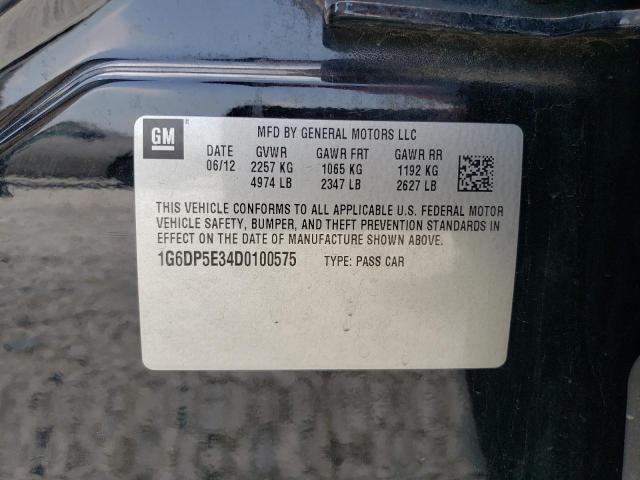 GM
MFD BY GENERAL MOTORS LLC
DATE GVWR GAWR FRT GAWR RR
06/12 2257 KG 1065 KG 1192 KG
4974 LB 2347 LB 2627 LB
THIS VEHICLE CONFORMS TO ALL APPLICABLE U.S. FEDERAL MOTOR
VEHICLE SAFETY, BUMPER, AND THEFT PREVENTION STANDARDS IN
EFFECT ON THE DATE OF MANUFACTURE SHOWN ABOVE.
1G6DP5E34D0100575 TYPE: PASS CAR